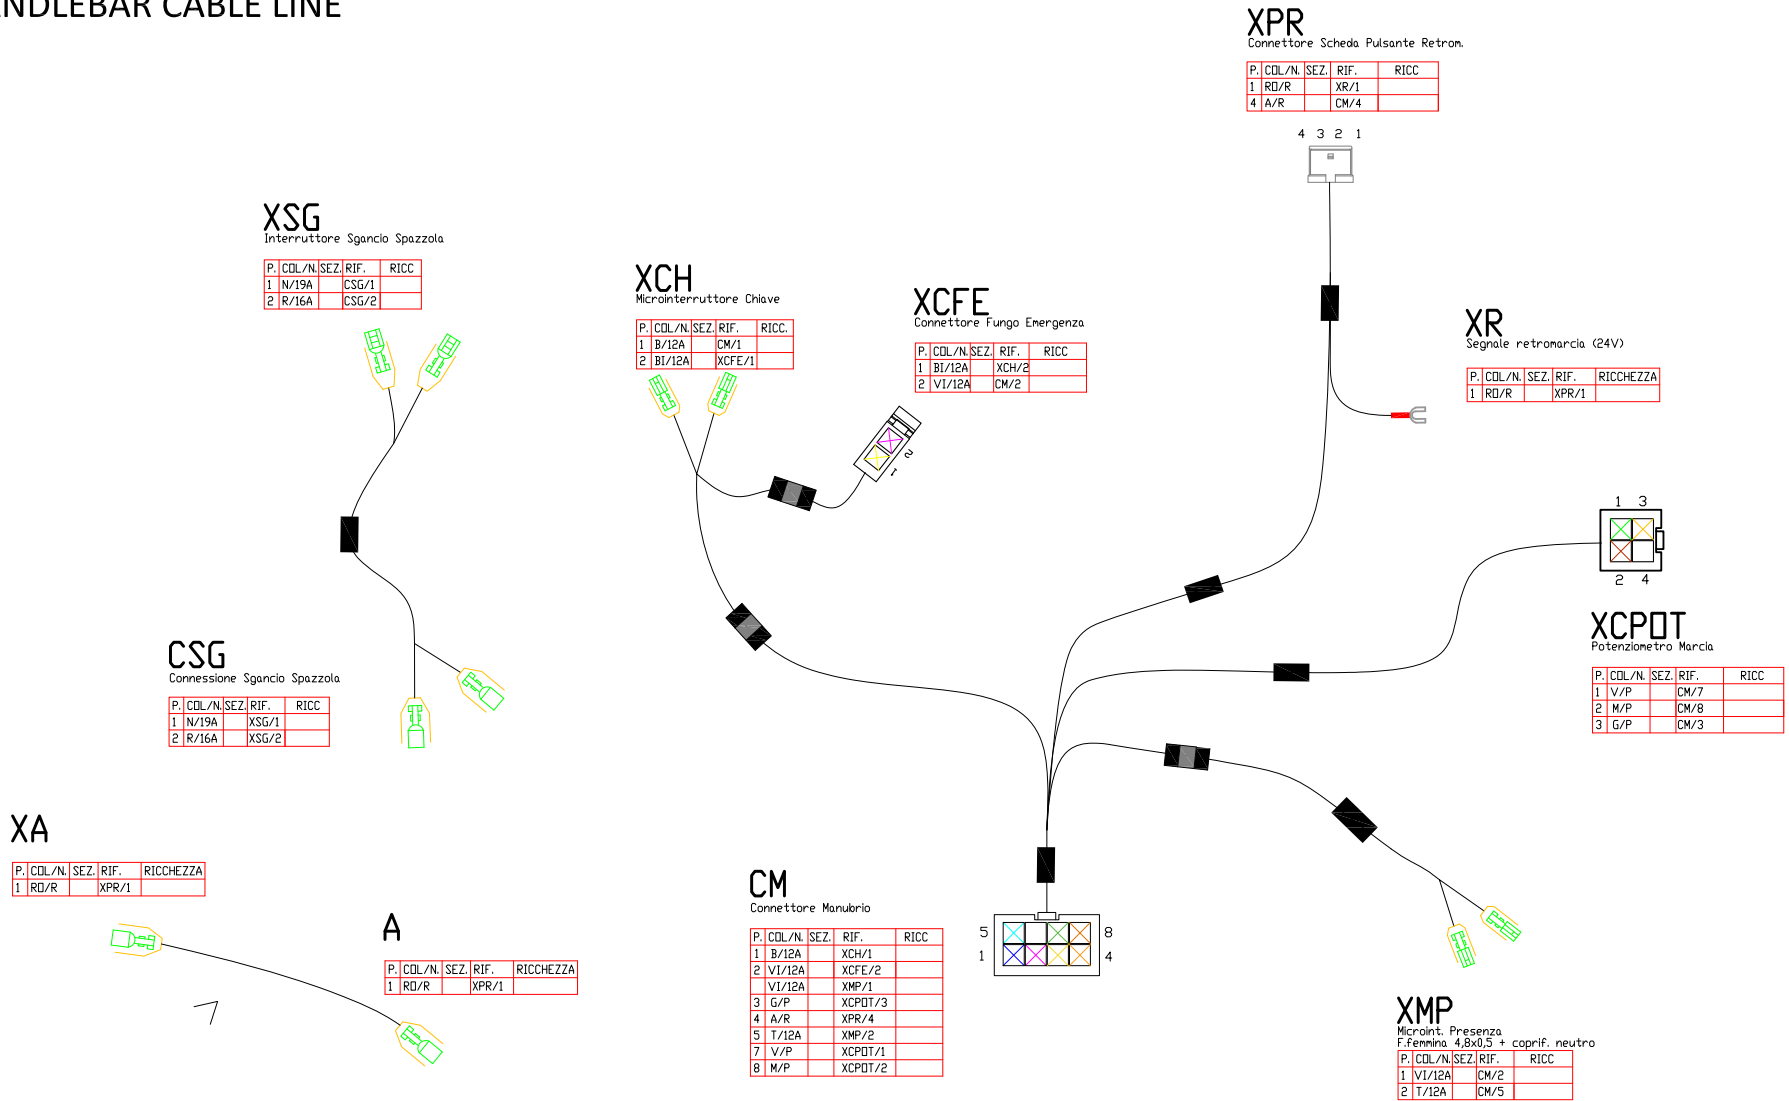 NDLEBAR CABLE LINE
XPR
Connettore Scheda Pulsante Retrom.
P. COL/N. SEZ. RIF. RICC
1 RO/R XR/1
4 A/R CM/4
4 3 2 1
XSG
Interruttore Sgancio Spazzola
P. COL/N. SEZ. RIF. RICC
1 N/19A CSG/1
2 R/16A CSG/2
XCH
Microinterruttore Chiave
P. COL/N. SEZ. RIF. RICC.
1 B/12A CM/1
2 BI/12A XCFE/1
XCFE
Connettore Fungo Emergenza
P. COL/N. SEZ. RIF. RICC
1 BI/12A XCH/2
2 VI/12A CM/2
2
1
XR
Segnale retromarcia (24V)
P. COL/N. SEZ. RIF. RICCHEZZA
1 RO/R XPR/1
1 3
2 4
XCPOT
Potenziometro Marcia
P. COL/N. SEZ. RIF. RICC
1 V/P CM/7
2 M/P CM/8
3 G/P CM/3
CSG
Connessione Sgancio Spazzola
P. COL/N. SEZ. RIF. RICC
1 N/19A XSG/1
2 R/16A XSG/2
XA
P. COL/N. SEZ. RIF. RICCHEZZA
1 RO/R XPR/1
A
P. COL/N. SEZ. RIF. RICCHEZZA
1 RO/R XPR/1
CM
Connettore Manubrio
P. COL/N. SEZ. RIF. RICC
1 B/12A XCH/1
2 VI/12A XCFE/2
VI/12A XMP/1
3 G/P XCPOT/3
4 A/R XPR/4
5 T/12A XMP/2
7 V/P XCPOT/1
8 M/P XCPOT/2
5 8
1 4
XMP
Microint. Presenza
F.femmina 4,8x0,5 + coprif. neutro
P. COL/N. SEZ. RIF. RICC
1 VI/12A CM/2
2 T/12A CM/5